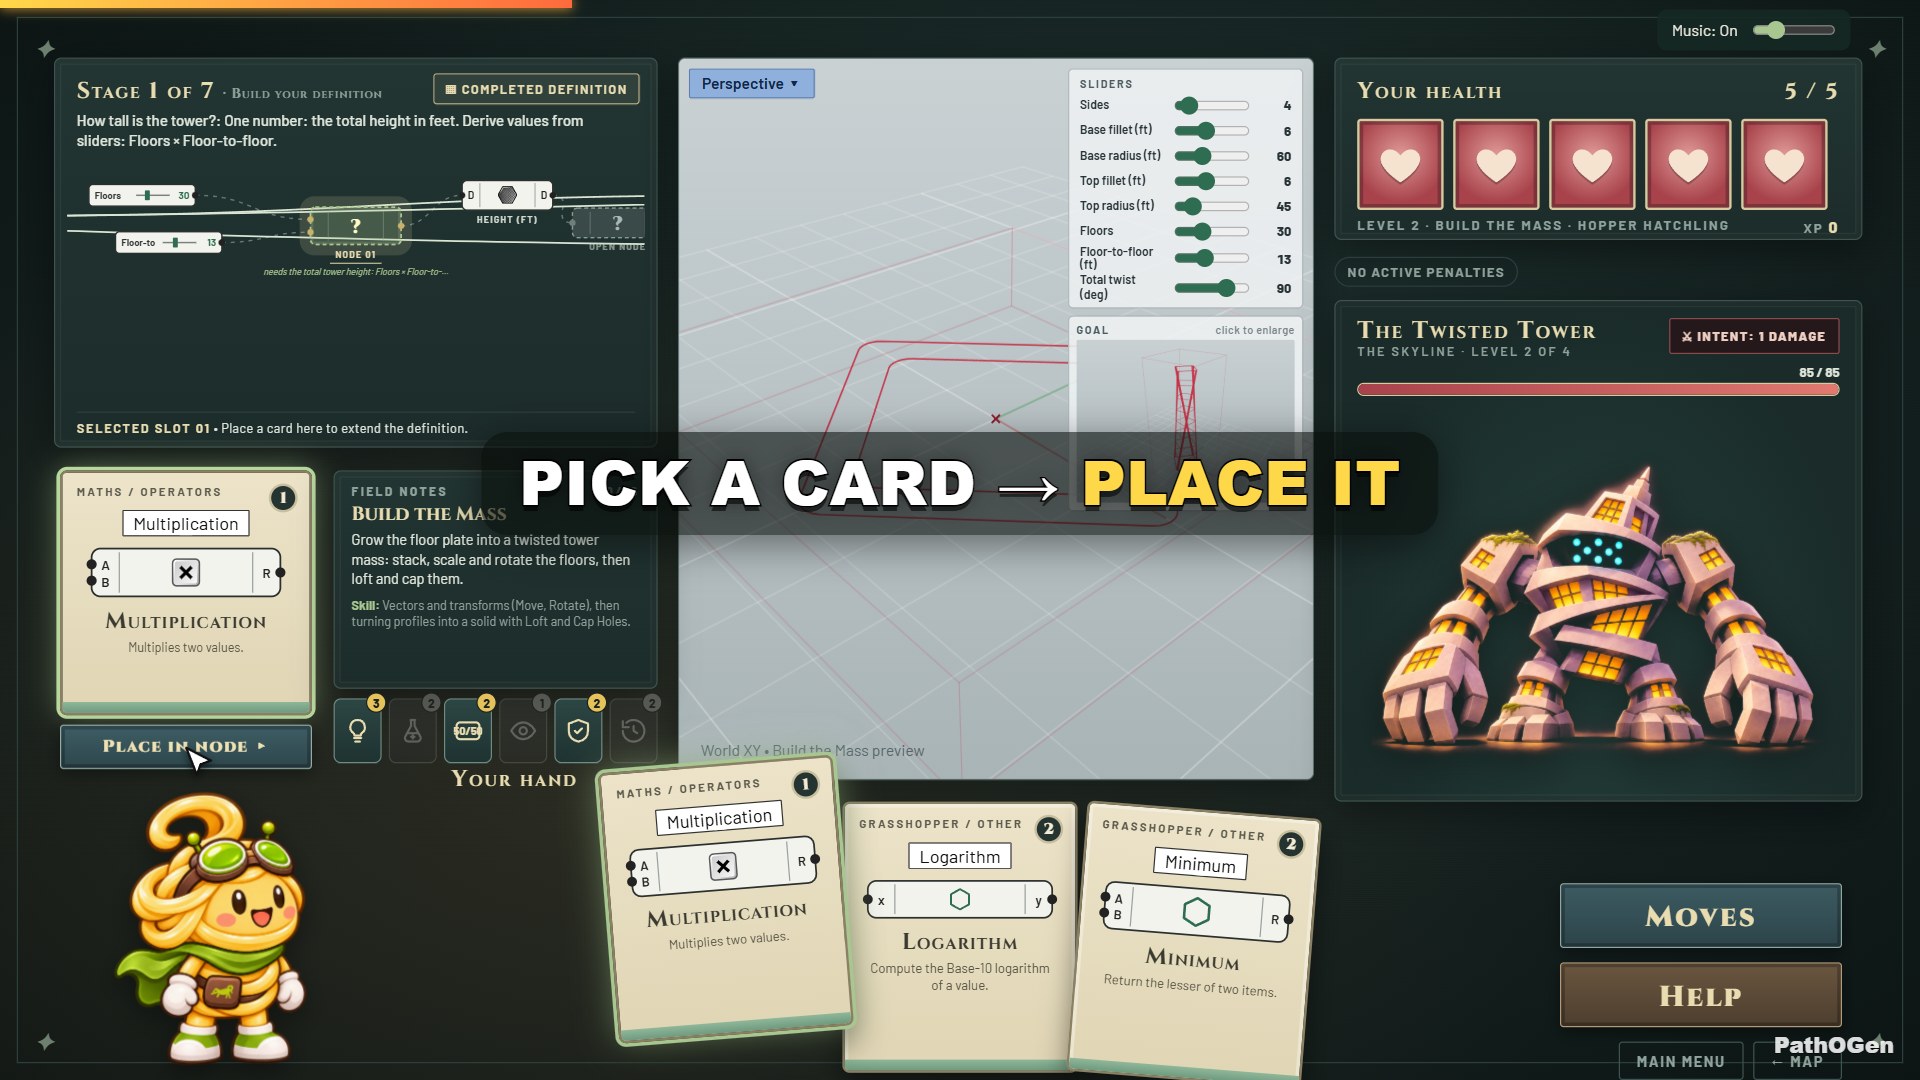 Music: On
STAGE 1 OF 7 · BUILD YOUR DEFINITION
COMPLETED DEFINITION
How tall is the tower?: One number: the total height in feet. Derive values from
sliders: Floors × Floor-to-floor.
Floors 30
Floor-to 13
?
NODE 01
needs the total tower height: Floors × Floor-to-...
D D
HEIGHT (FT)
?
OPEN NODE
SELECTED SLOT 01 • Place a card here to extend the definition.
Perspective ▼
SLIDERS
Sides 4
Base fillet (ft) 6
Base radius (ft) 60
Top fillet (ft) 6
Top radius (ft) 45
Floors 30
Floor-to-floor
(ft) 13
Total twist
(deg) 90
GOAL click to enlarge
World XY • Build the Mass preview
YOUR HEALTH 5 / 5
LEVEL 2 · BUILD THE MASS · HOPPER HATCHLING
XP 0
NO ACTIVE PENALTIES
THE TWISTED TOWER
THE SKYLINE · LEVEL 2 OF 4
INTENT: 1 DAMAGE
85 / 85
PICK A CARD → PLACE IT
MATHS / OPERATORS 1
Multiplication
A
B
R
MULTIPLICATION
Multiplies two values.
PLACE IN NODE ▸
FIELD NOTES
BUILD THE MASS
Grow the floor plate into a twisted tower
mass: stack, scale and rotate the floors, then
loft and cap them.
Skill: Vectors and transforms (Move, Rotate), then
turning profiles into a solid with Loft and Cap Holes.
3 2 2 1 2 2
50/50
YOUR HAND
MATHS / OPERATORS 1
Multiplication
A
B
R
MULTIPLICATION
Multiplies two values.
GRASSHOPPER / OTHER 2
Logarithm
x y
LOGARITHM
Compute the Base-10 logarithm
of a value.
GRASSHOPPER / OTHER 2
Minimum
A
B
R
MINIMUM
Return the lesser of two items.
MOVES
HELP
MAIN MENU
← MAP
PathOGen